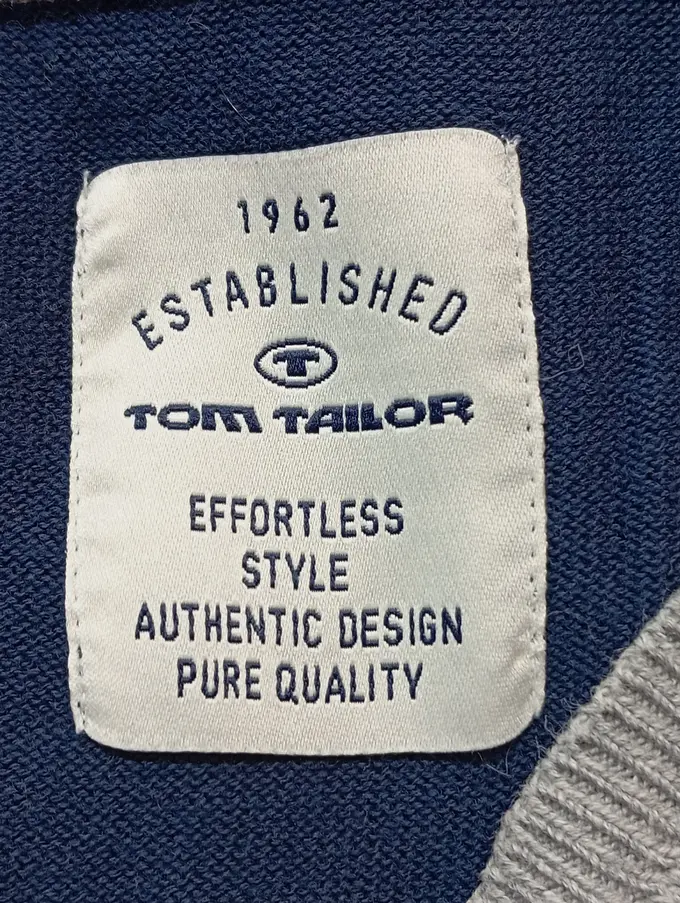 1962
ESTABLISHED
T
TOM TAILOR
EFFORTLESS
STYLE
AUTHENTIC DESIGN
PURE QUALITY